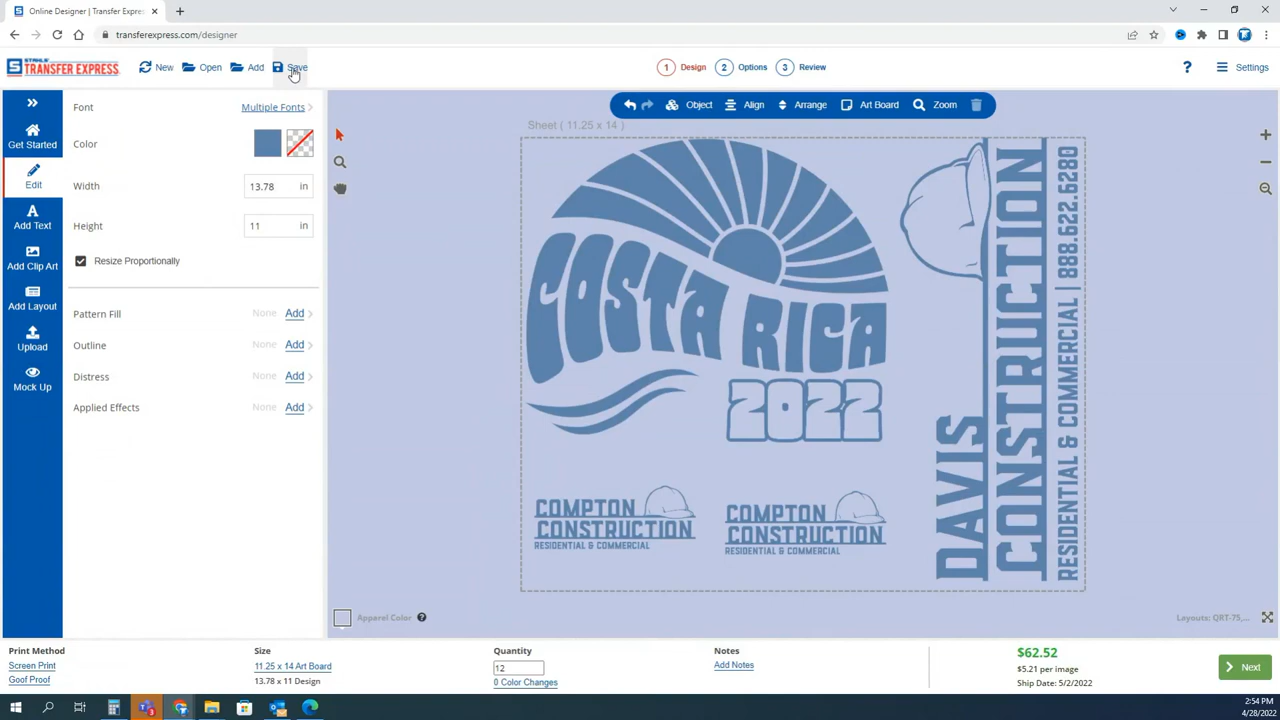 Online Designer | Transfer Expres
transferexpress.com/designer
STAHLS'
TRANSFER EXPRESS
New
Open
Add
Save
1 Design
2 Options
3 Review
Settings
Get Started
Edit
Add Text
Add Clip Art
Add Layout
Upload
Mock Up
Font
Multiple Fonts
Color
Width
13.78 in
Height
11 in
Resize Proportionally
Pattern Fill None Add
Outline None Add
Distress None Add
Applied Effects None Add
Object
Align
Arrange
Art Board
Zoom
Sheet ( 11.25 x 14 )
COSTA RICA
2022
COMPTON
CONSTRUCTION
RESIDENTIAL & COMMERCIAL
COMPTON
CONSTRUCTION
RESIDENTIAL & COMMERCIAL
DAVIS
CONSTRUCTION
RESIDENTIAL & COMMERCIAL | 888.622.6280
Apparel Color
Layouts: QRT-75,...
Print Method
Screen Print
Goof Proof
Size
11.25 x 14 Art Board
13.78 x 11 Design
Quantity
12
0 Color Changes
Notes
Add Notes
$62.52
$5.21 per image
Ship Date: 5/2/2022
Next
2:54 PM
4/28/2022